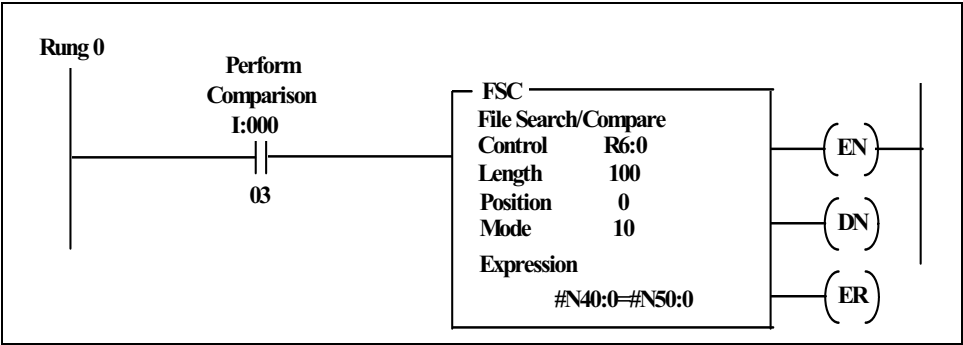 Rung 0
Perform
Comparison
I:000
03
FSC
File Search/Compare
Control R6:0
Length 100
Position 0
Mode 10
Expression
#N40:0=#N50:0
EN
DN
ER